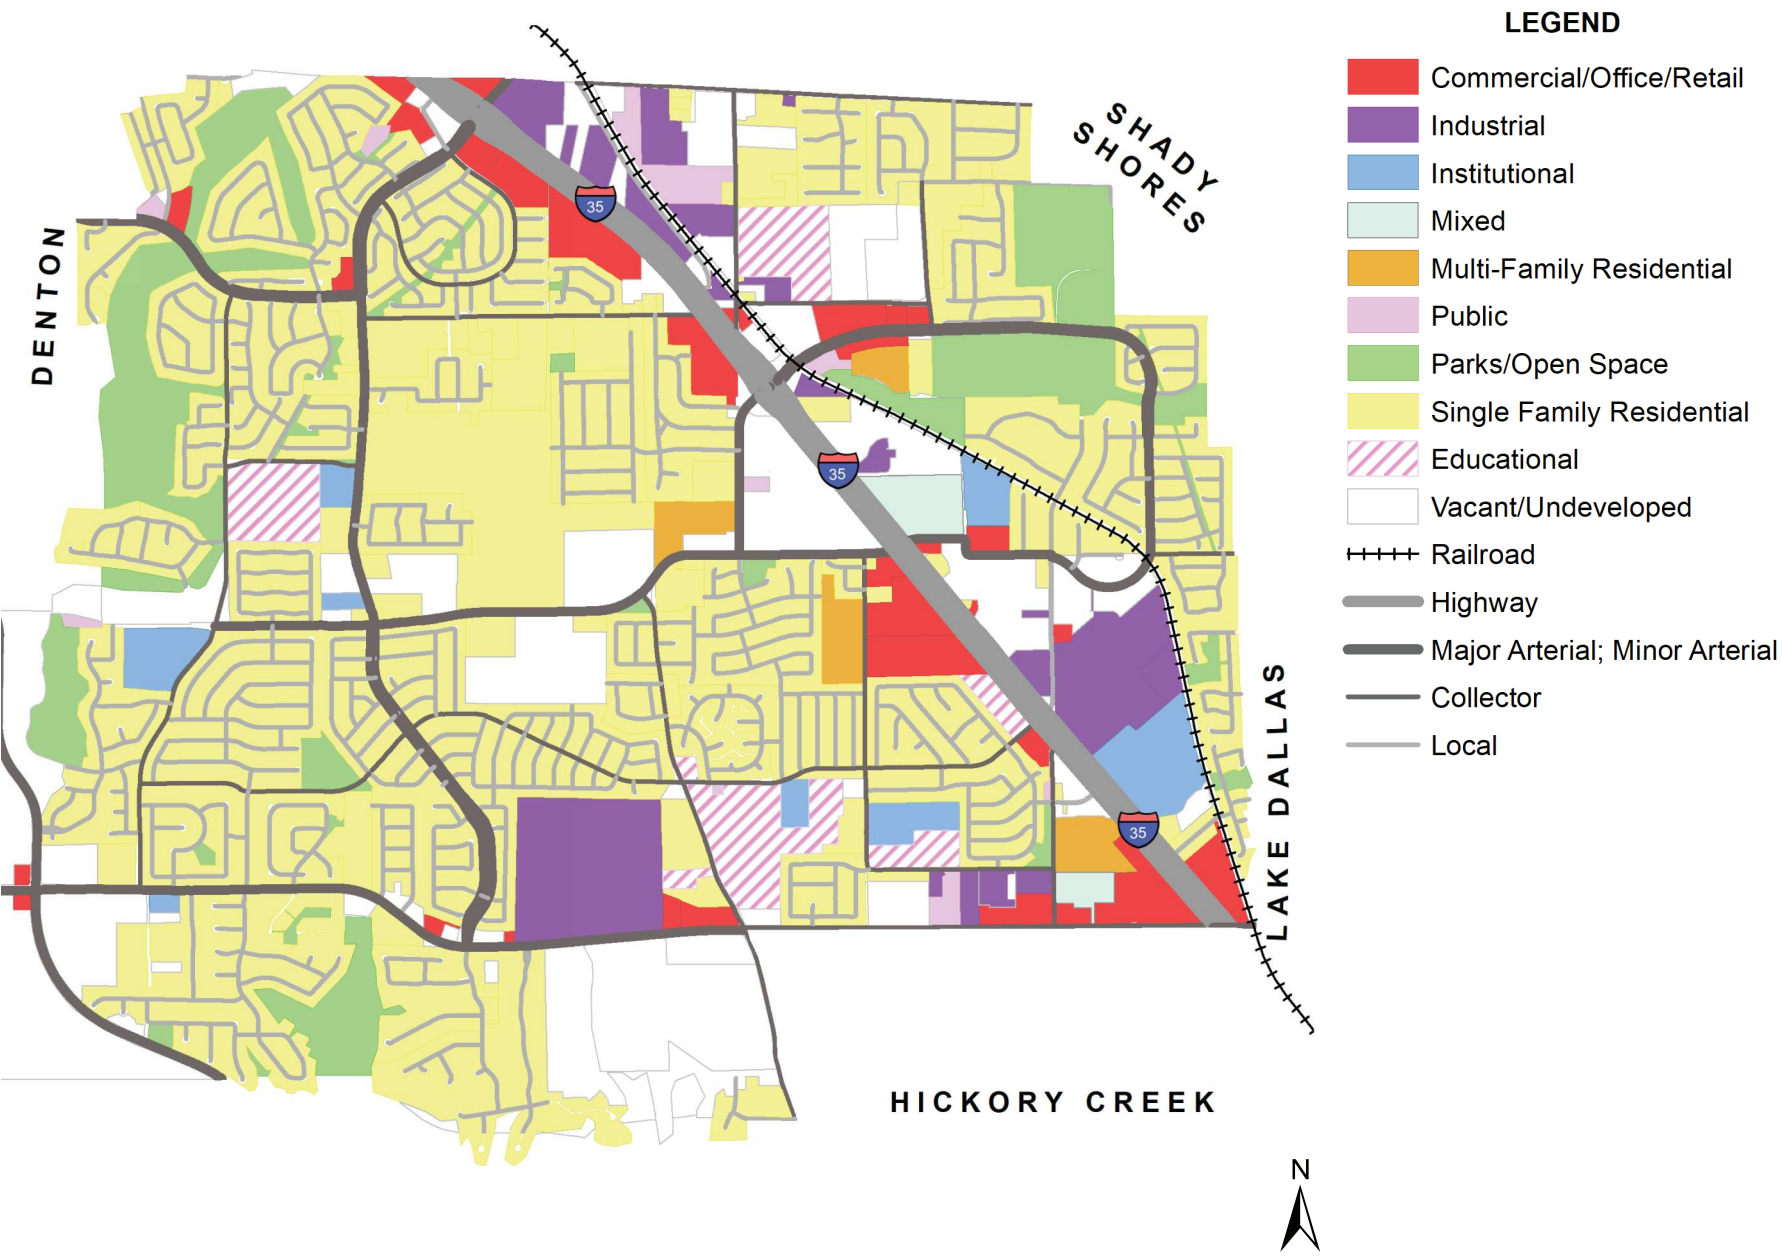 LEGEND
Commercial/Office/Retail
Industrial
Institutional
Mixed
Multi-Family Residential
Public
Parks/Open Space
Single Family Residential
Educational
Vacant/Undeveloped
Railroad
Highway
Major Arterial; Minor Arterial
Collector
Local
SHADY
SHORES
DENTON
35
35
35
LAKE DALLAS
HICKORY CREEK
N